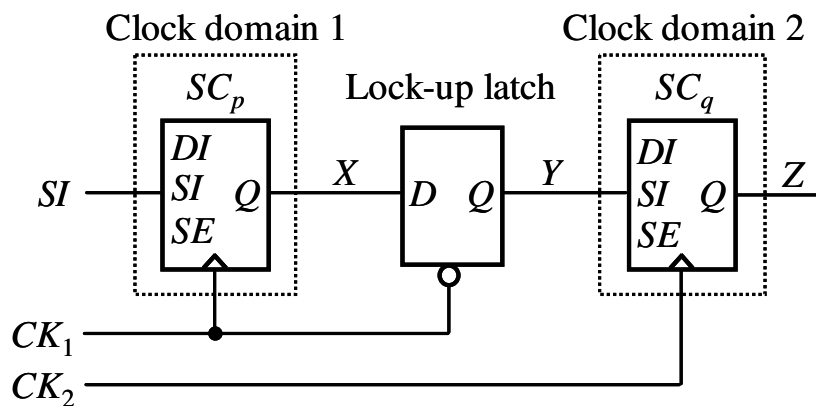 Clock domain 1
Clock domain 2
SCp
Lock-up latch
SCq
DI
SI
SI
Q
SE
X
D
Q
Y
DI
SI
Q
SE
Z
CK1
CK2